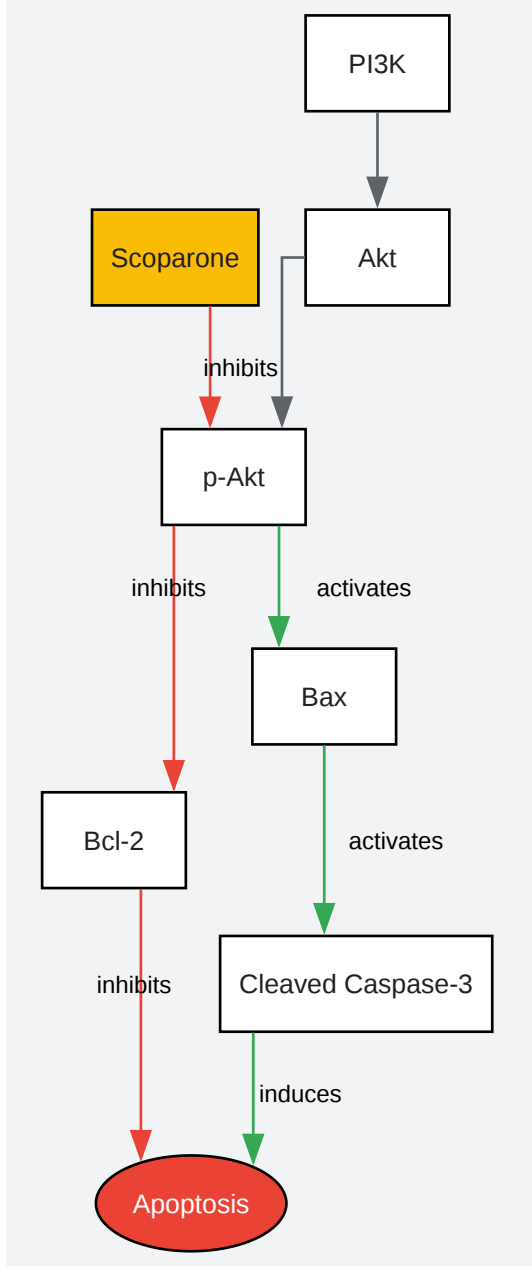 PI3K
Scoparone
Akt
inhibits
p-Akt
inhibits
activates
Bax
Bcl-2
activates
inhibits
Cleaved Caspase-3
induces
Apoptosis